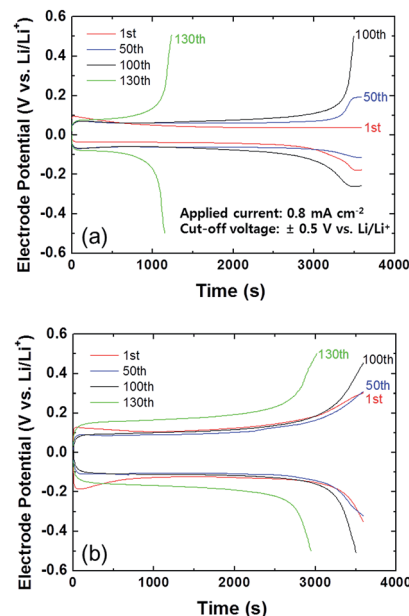 Electrode Potential (V vs. Li/Li⁺)
0.6
0.4
0.2
0.0
-0.2
-0.4
-0.6
1st
50th
100th
130th
130th
100th
50th
1st
Applied current: 0.8 mA cm⁻²
Cut-off voltage: ± 0.5 V vs. Li/Li⁺
(a)
0 1000 2000 3000 4000
Time (s)
Electrode Potential (V vs. Li/Li⁺)
0.6
0.4
0.2
0.0
-0.2
-0.4
-0.6
1st
50th
100th
130th
130th
100th
50th
1st
(b)
0 1000 2000 3000 4000
Time (s)